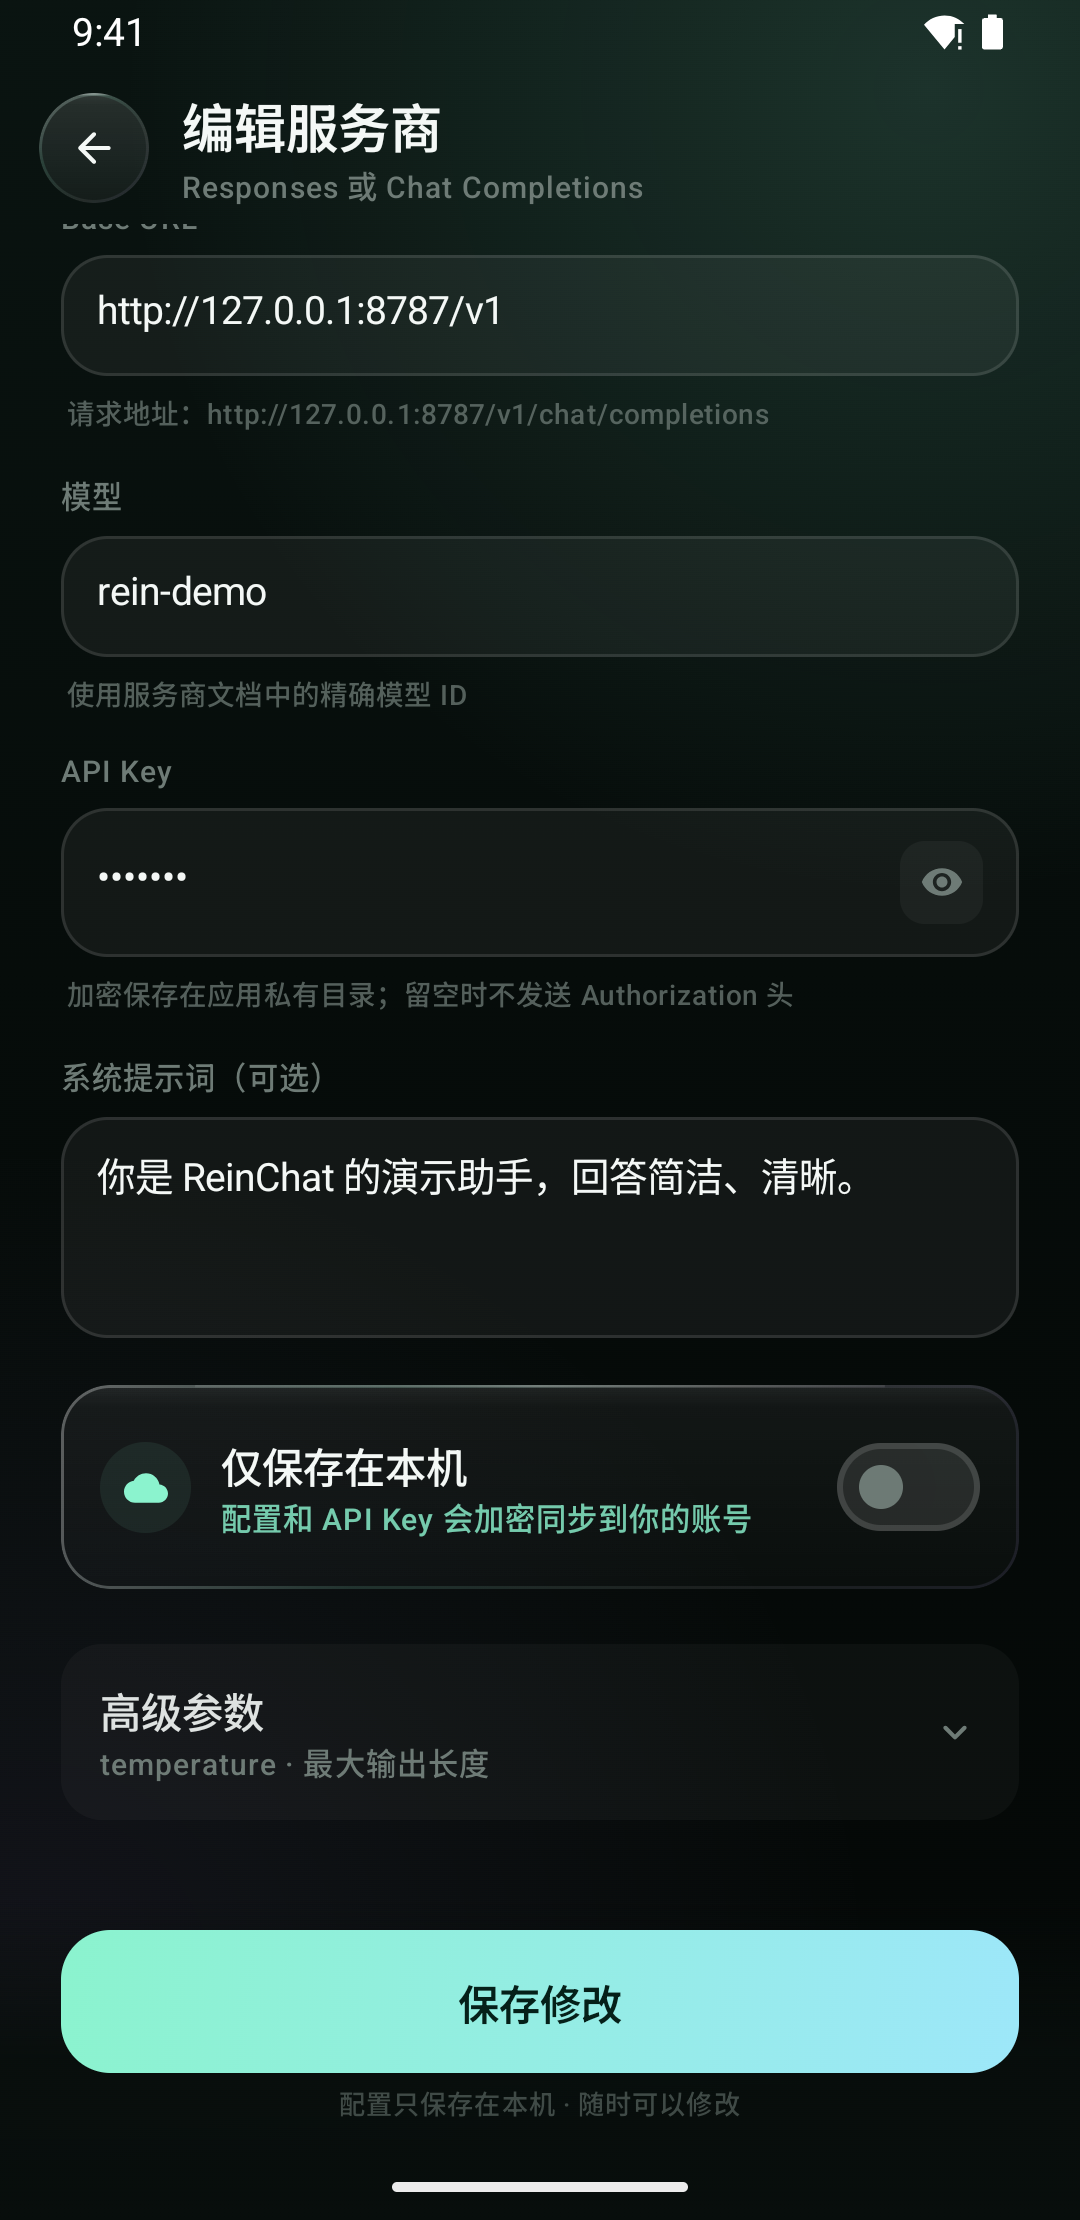 9:41
编辑服务商
Responses 或 Chat Completions
Base URL
http://127.0.0.1:8787/v1
请求地址：http://127.0.0.1:8787/v1/chat/completions
模型
rein-demo
使用服务商文档中的精确模型 ID
API Key
•••••••
加密保存在应用私有目录；留空时不发送 Authorization 头
系统提示词（可选）
你是 ReinChat 的演示助手，回答简洁、清晰。
仅保存在本机
配置和 API Key 会加密同步到你的账号
高级参数
temperature · 最大输出长度
保存修改
配置只保存在本机 · 随时可以修改